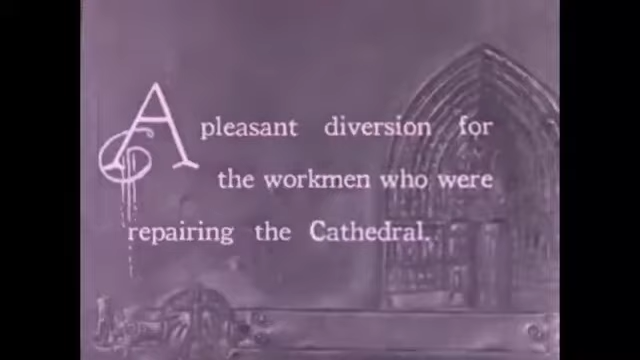 A pleasant diversion for
the workmen who were
repairing the Cathedral.